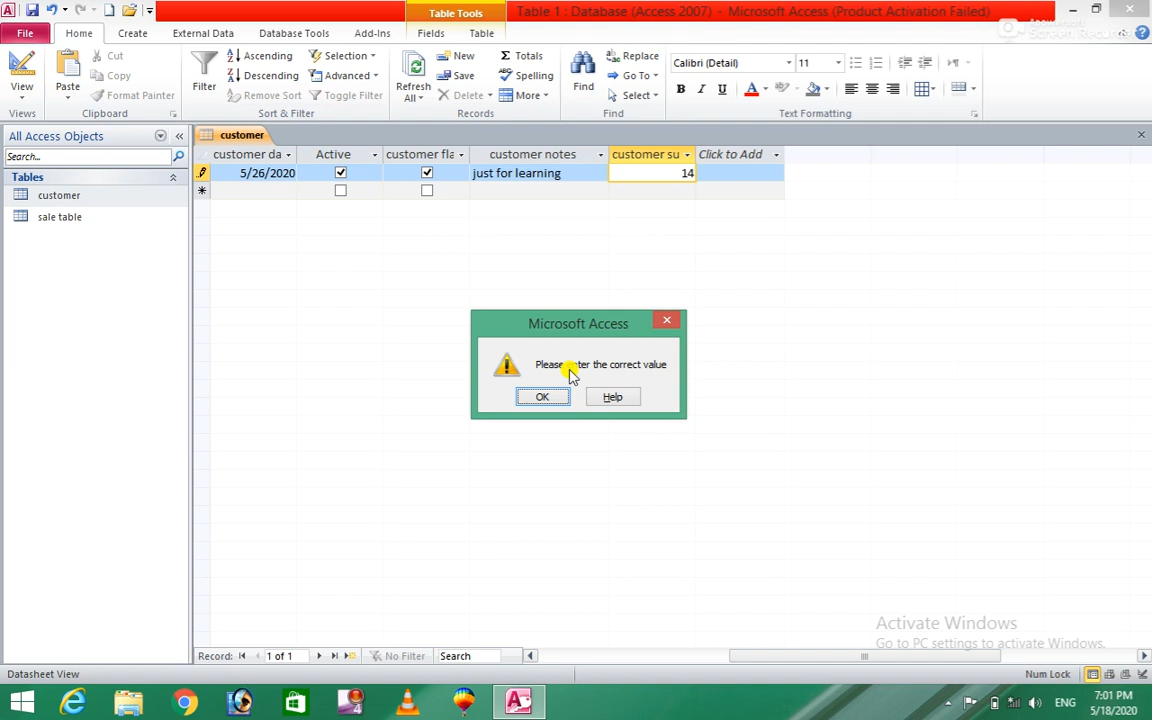 Table Tools
Table 1 : Database (Access 2007) - Microsoft Access (Product Activation Failed)
File Home Create External Data Database Tools Add-Ins Fields Table
View
Views
Paste
Cut
Copy
Format Painter
Clipboard
Filter
Ascending
Descending
Remove Sort
Selection
Advanced
Toggle Filter
Sort & Filter
Refresh
All
New
Save
Delete
Totals
Spelling
More
Records
Find
Replace
Go To
Select
Find
Calibri (Detail) 11
B I U A
Text Formatting
All Access Objects
Search...
Tables
customer
sale table
customer
customer da Active customer fla customer notes customer su Click to Add
5/26/2020 just for learning 14
Microsoft Access
Please enter the correct value
OK Help
Activate Windows
Go to PC settings to activate Windows.
Record: 1 of 1 No Filter Search
Datasheet View Num Lock
ENG
7:01 PM
5/18/2020